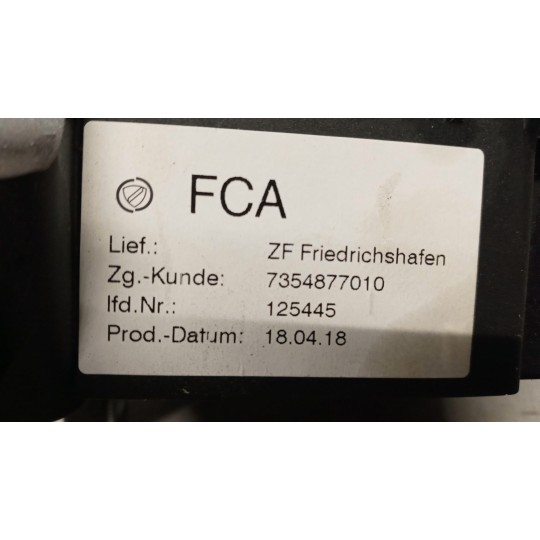 FCA
Lief.: ZF Friedrichshafen
Zg.-Kunde: 7354877010
lfd.Nr.: 125445
Prod.-Datum: 18.04.18